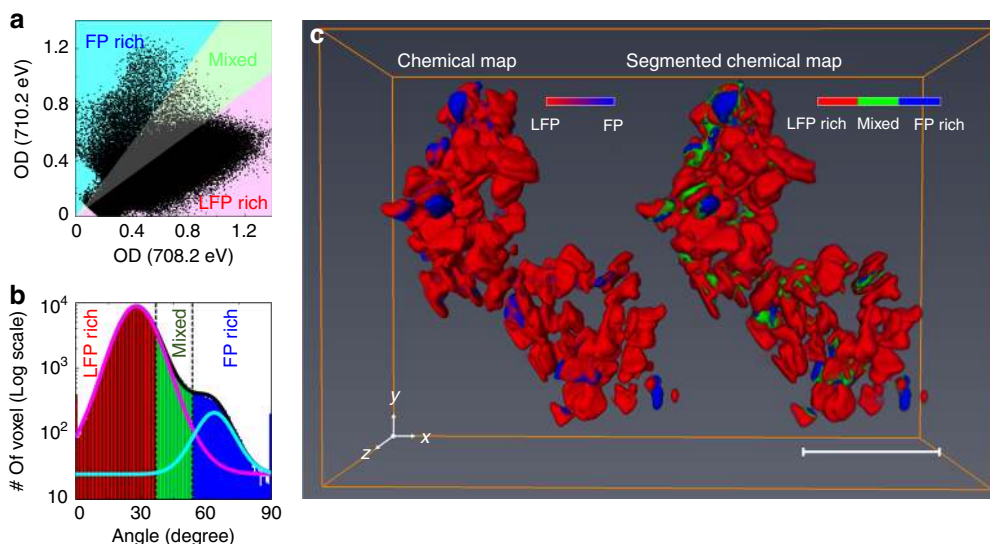 a
1.2
0.8
0.4
0
OD (710.2 eV)
FP rich
Mixed
LFP rich
0 0.4 0.8 1.2
OD (708.2 eV)
b
10⁴
10³
10²
10
# Of voxel (Log scale)
LFP rich
Mixed
FP rich
0 30 60 90
Angle (degree)
c
Chemical map
LFP FP
Segmented chemical map
LFP rich Mixed FP rich
y
x
z